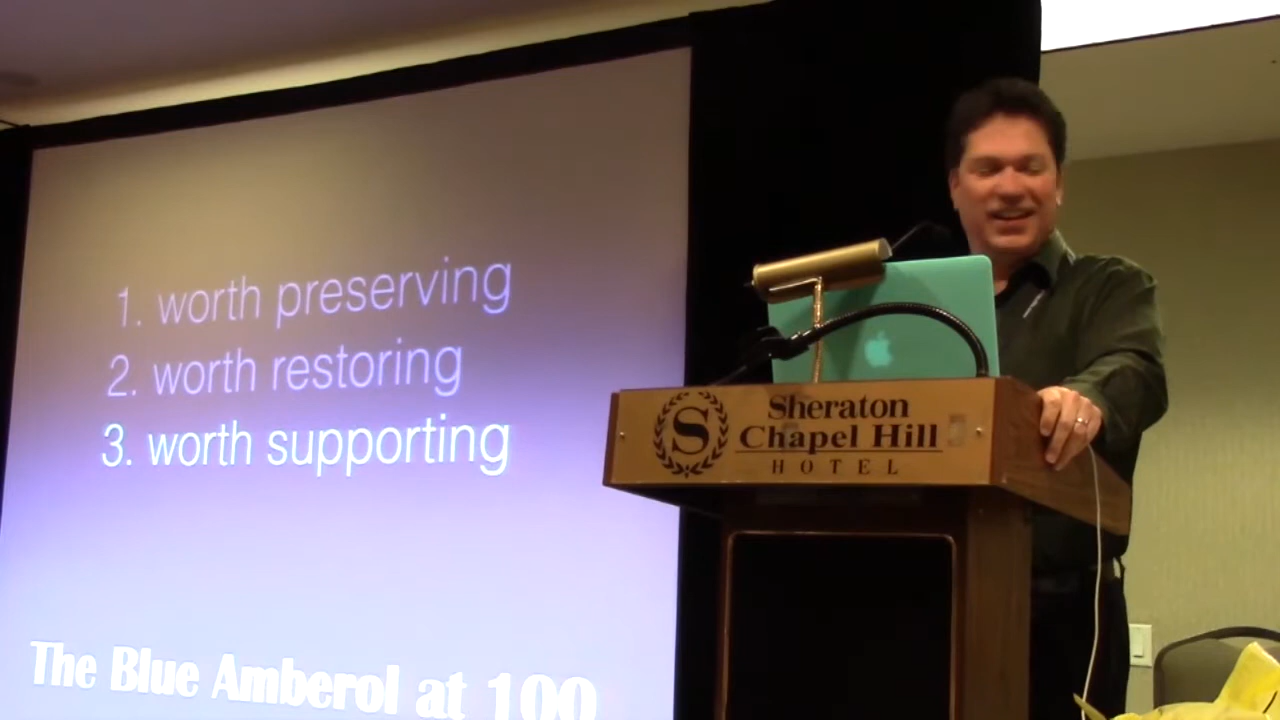 1. worth preserving
2. worth restoring
3. worth supporting
The Blue Amberol at 100
S
Sheraton
Chapel Hill
HOTEL